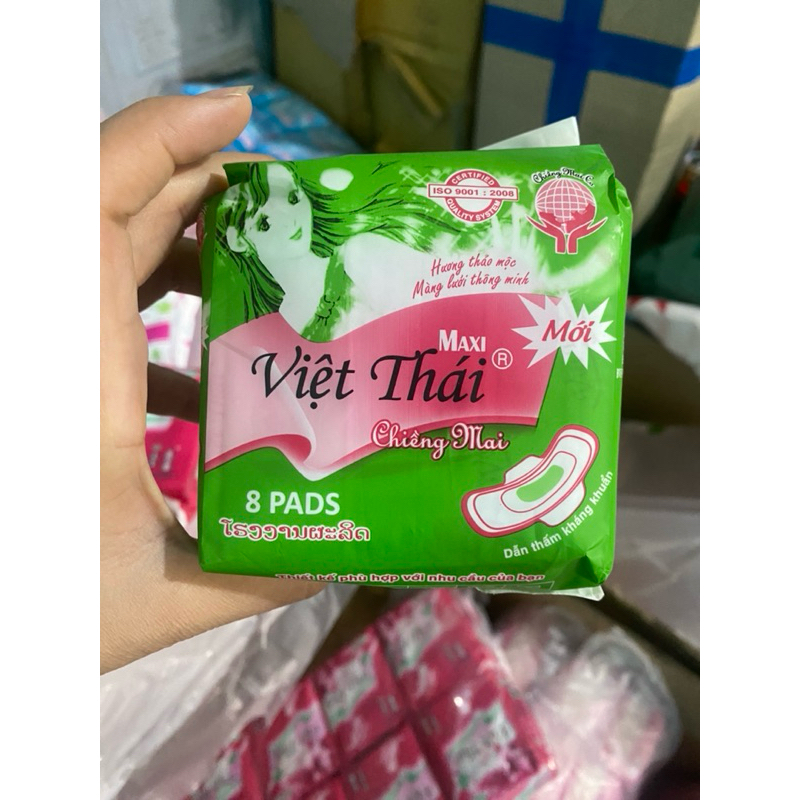 CERTIFIED
ISO 9001 : 2008
QUALITY SYSTEM
Chiềng Mai Co.
Hương thảo mộc
Màng lưới thông minh
Mới
MAXI
Việt Thái ®
Chiềng Mai
8 PADS
ໂຮງງານຜະລິດ
Dẫn thấm kháng khuẩn
Thiết kế phù hợp với nhu cầu của bạn